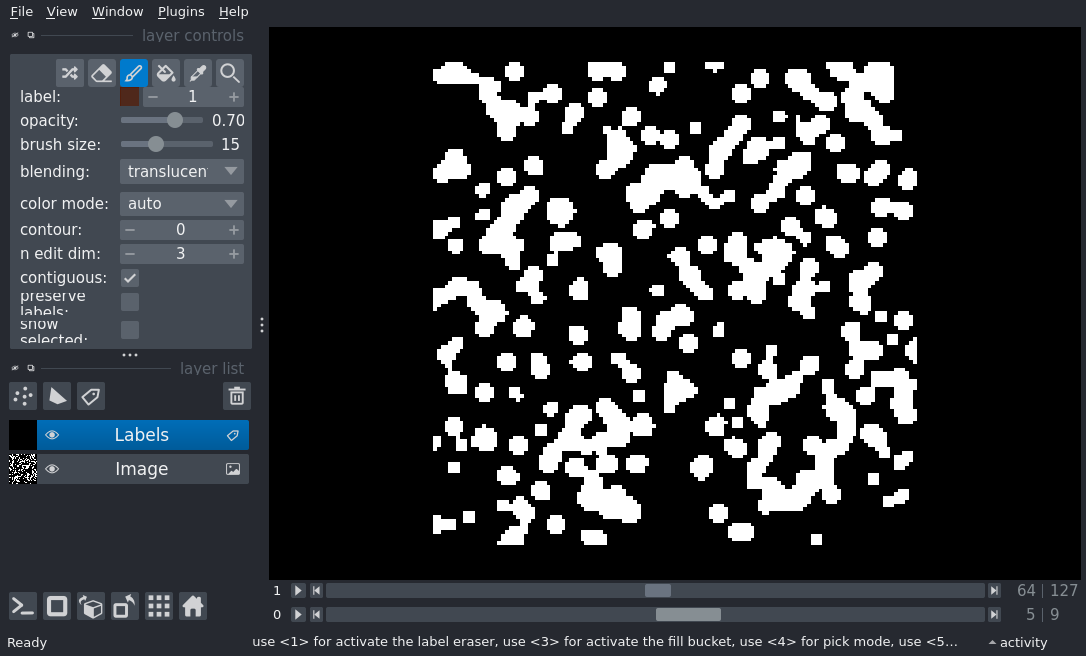 File View Window Plugins Help
layer controls
label: 1
opacity: 0.70
brush size: 15
blending: translucen
color mode: auto
contour: 0
n edit dim: 3
contiguous:
preserve
labels:
show
selected:
layer list
Labels
Image
1 64 | 127
0 5 | 9
Ready use <1> for activate the label eraser, use <3> for activate the fill bucket, use <4> for pick mode, use <5... activity